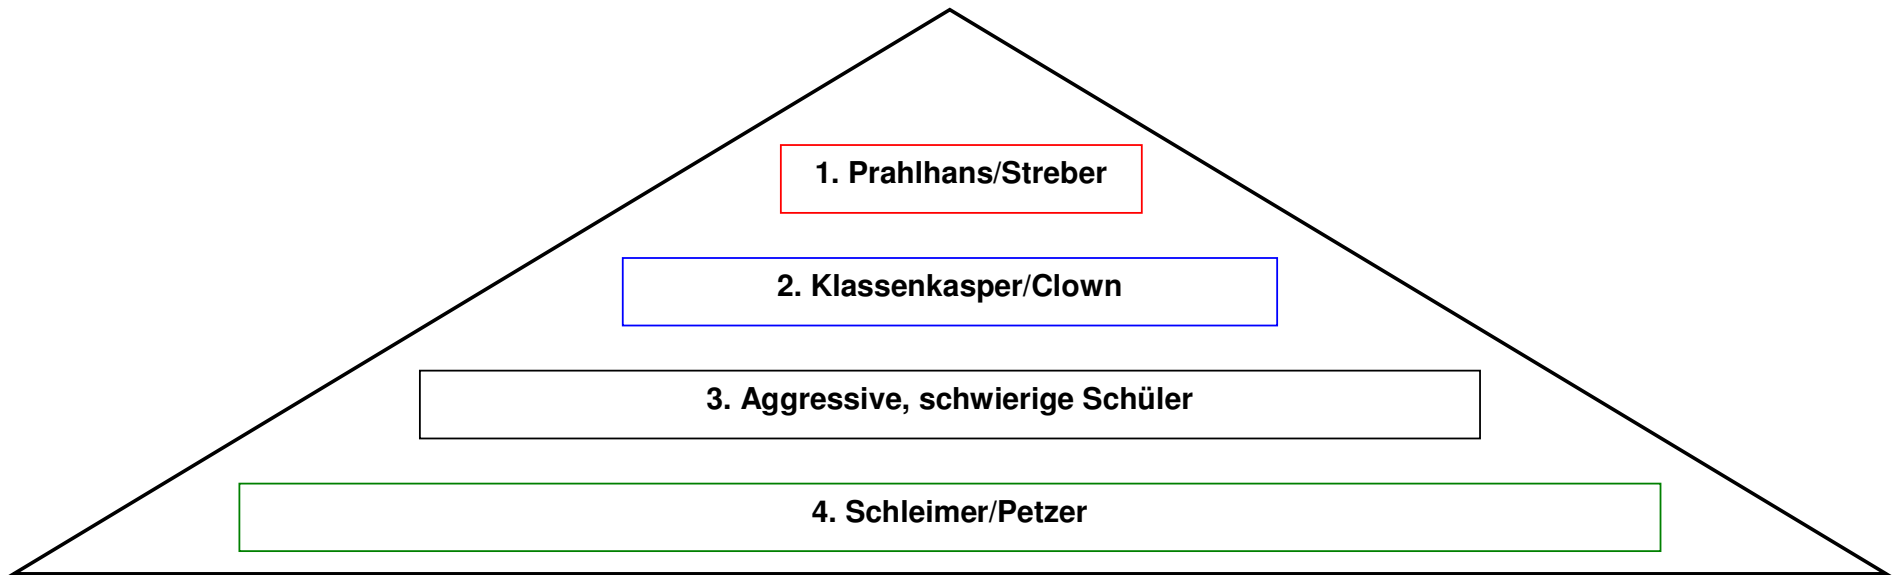 1. Prahlhans/Streber
2. Klassenkasper/Clown
3. Aggressive, schwierige Schüler
4. Schleimer/Petzer